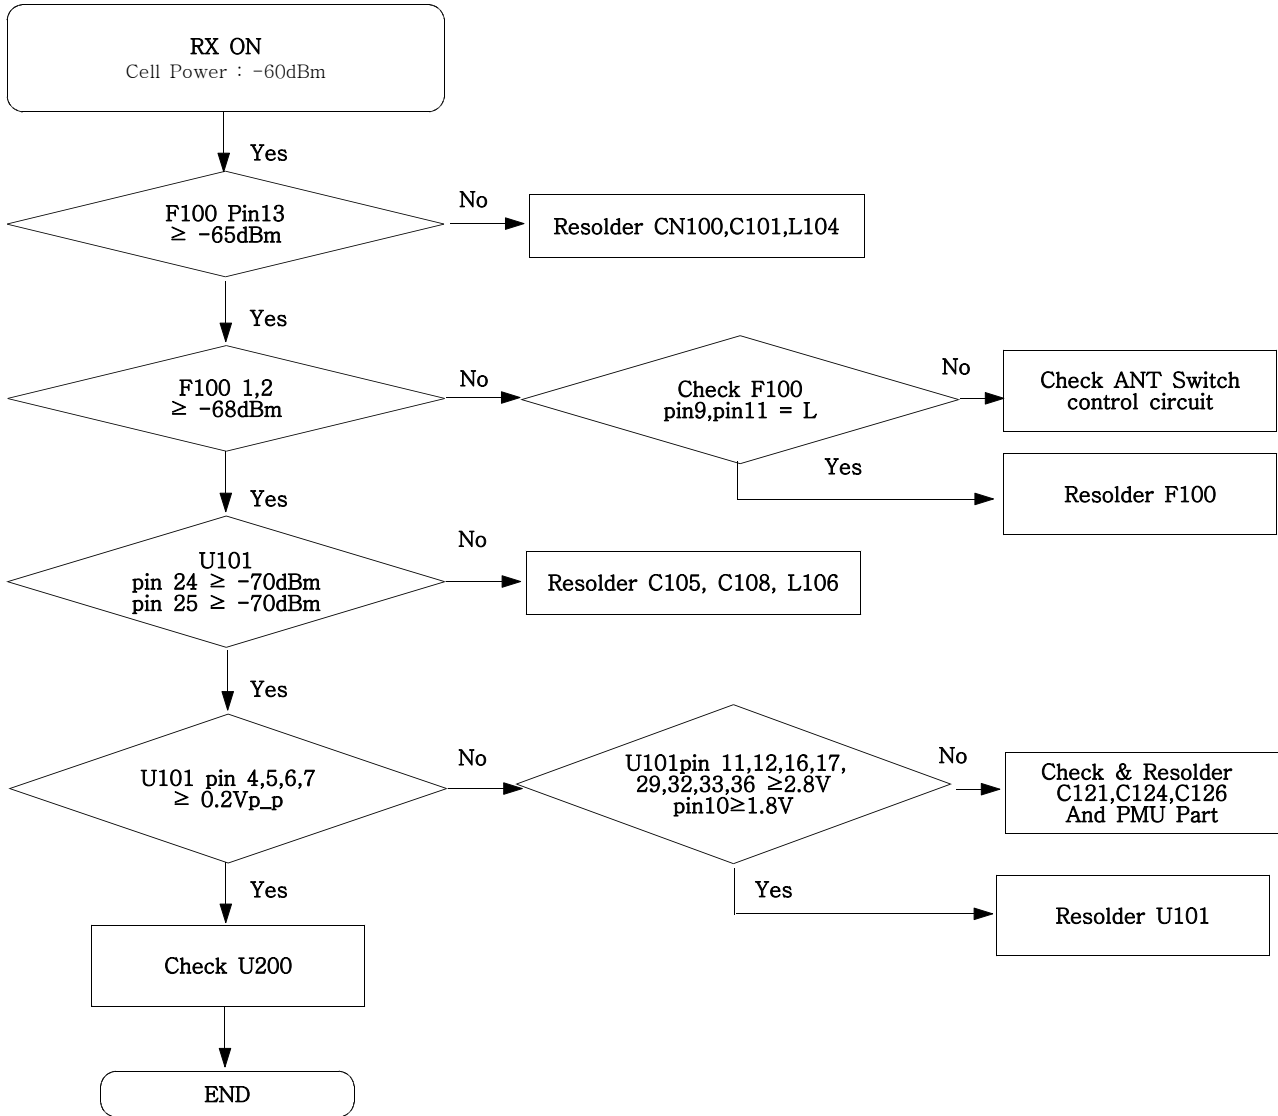 RX ON
Cell Power : -60dBm
Yes
F100 Pin13
≥ -65dBm
No
Resolder CN100,C101,L104
Yes
F100 1,2
≥ -68dBm
No
Check F100
pin9,pin11 = L
No
Check ANT Switch
control circuit
Yes
Resolder F100
Yes
U101
pin 24 ≥ -70dBm
pin 25 ≥ -70dBm
No
Resolder C105, C108, L106
Yes
U101 pin 4,5,6,7
≥ 0.2Vp_p
No
U101pin 11,12,16,17,
29,32,33,36 ≥2.8V
pin10≥1.8V
No
Check & Resolder
C121,C124,C126
And PMU Part
Yes
Resolder U101
Yes
Check U200
END